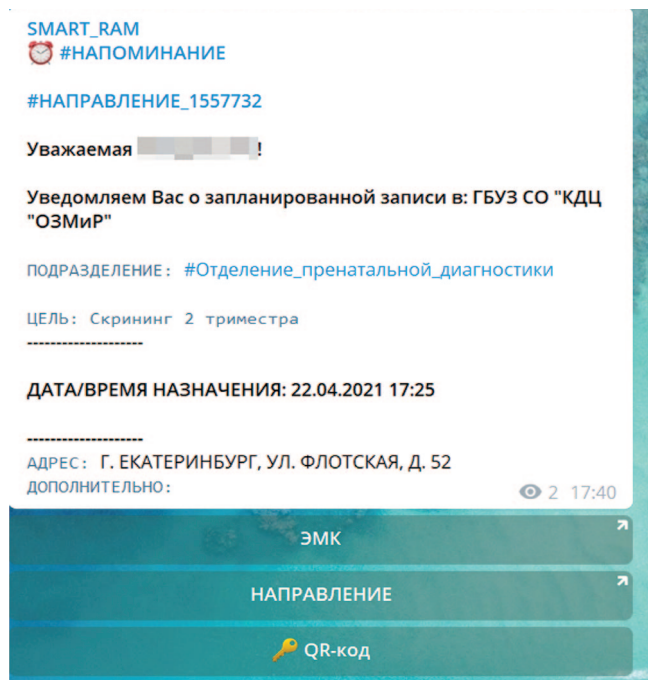 SMART_RAM
⏰ #НАПОМИНАНИЕ
#НАПРАВЛЕНИЕ_1557732
Уважаемая !
Уведомляем Вас о запланированной записи в: ГБУЗ СО "КДЦ
"ОЗМиР"
ПОДРАЗДЕЛЕНИЕ: #Отделение_пренатальной_диагностики
ЦЕЛЬ: Скрининг 2 триместра
--------------------
ДАТА/ВРЕМЯ НАЗНАЧЕНИЯ: 22.04.2021 17:25
--------------------
АДРЕС: Г. ЕКАТЕРИНБУРГ, УЛ. ФЛОТСКАЯ, Д. 52
ДОПОЛНИТЕЛЬНО:
2 17:40
ЭМК
НАПРАВЛЕНИЕ
🔑 QR-код